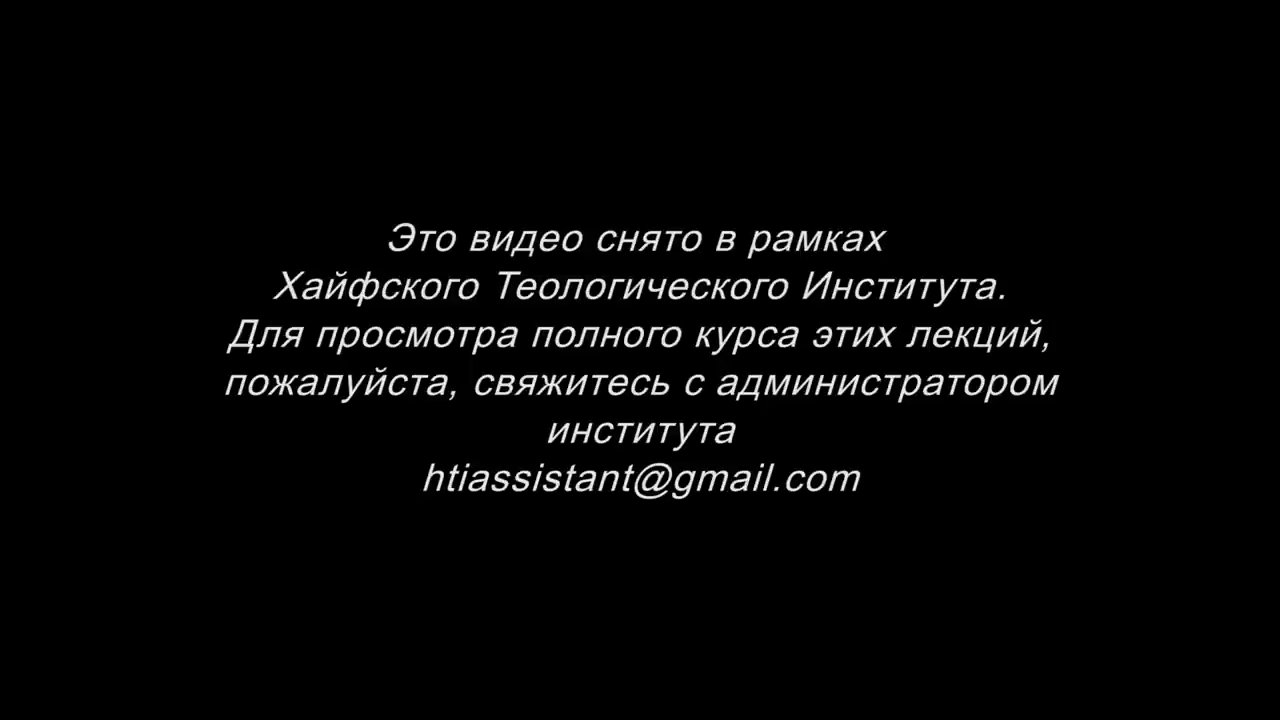 Это видео снято в рамках
Хайфского Теологического Института.
Для просмотра полного курса этих лекций,
пожалуйста, свяжитесь с администратором
института
htiassistant@gmail.com